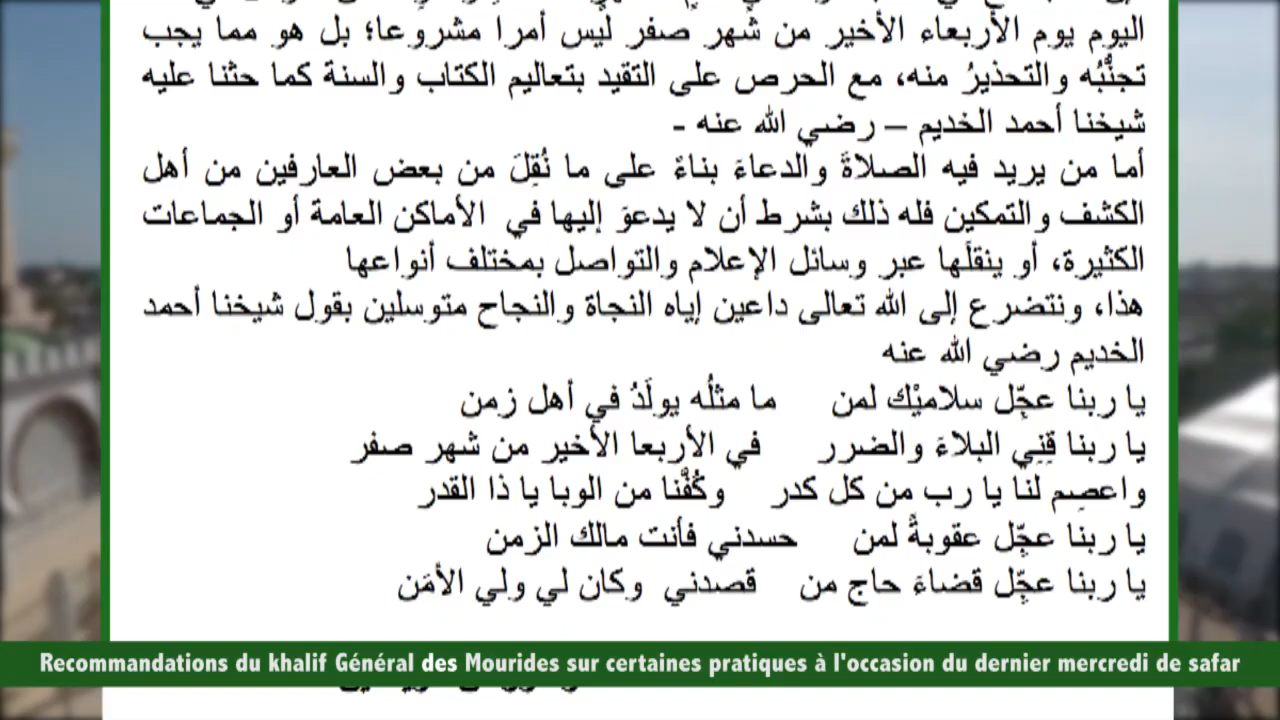 اليوم يوم الأربعاء الأخير من شهر صفر ليس أمرا مشروعا؛ بل هو مما يجب
تجنُّبُه والتحذيرُ منه، مع الحرص على التقيد بتعاليم الكتاب والسنة كما حثنا عليه
شيخنا أحمد الخديم – رضي الله عنه -
أما من يريد فيه الصلاةَ والدعاءَ بناءً على ما نُقِلَ من بعض العارفين من أهل
الكشف والتمكين فله ذلك بشرط أن لا يدعوَ إليها في الأماكن العامة أو الجماعات
الكثيرة، أو ينقلَها عبر وسائل الإعلام والتواصل بمختلف أنواعها
هذا، ونتضرع إلى الله تعالى داعين إياه النجاة والنجاح متوسلين بقول شيخنا أحمد
الخديم رضي الله عنه
يا ربنا عجِّل سلاميْك لمن ما مثلُه يولَدُ في أهل زمن
يا ربنا قِنِي البلاءَ والضرر في الأربعا الأخير من شهر صفر
واعصِم لنا يا رب من كل كدر وكُفَّنا من الوبا يا ذا القدر
يا ربنا عجِّل عقوبةً لمن حسدني فأنت مالك الزمن
يا ربنا عجِّل قضاءَ حاج من قصدني وكان لي ولي الأمَن
Recommandations du khalif Général des Mourides sur certaines pratiques à l'occasion du dernier mercredi de safar